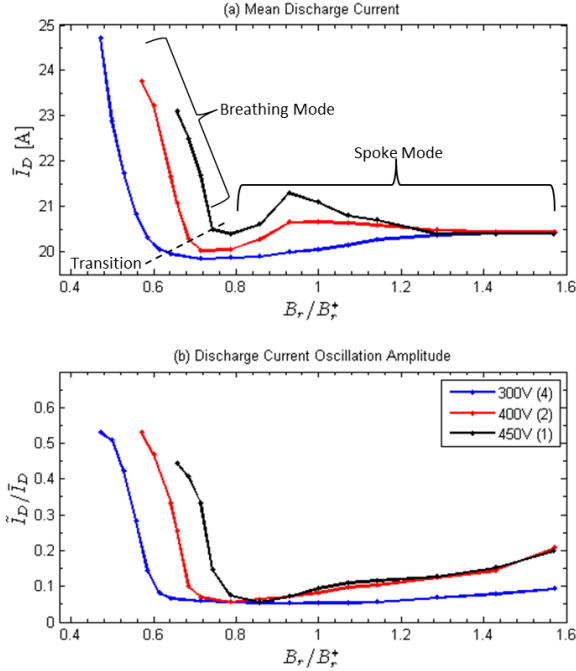 (a) Mean Discharge Current
25
24
23
22
21
20
Ī_D [A]
Breathing Mode
Spoke Mode
Transition
0.4 0.6 0.8 1 1.2 1.4 1.6
B_r/B_r^*
(b) Discharge Current Oscillation Amplitude
0.6
0.5
0.4
0.3
0.2
0.1
0
Ĩ_D/Ī_D
300V (4)
400V (2)
450V (1)
0.4 0.6 0.8 1 1.2 1.4 1.6
B_r/B_r^*